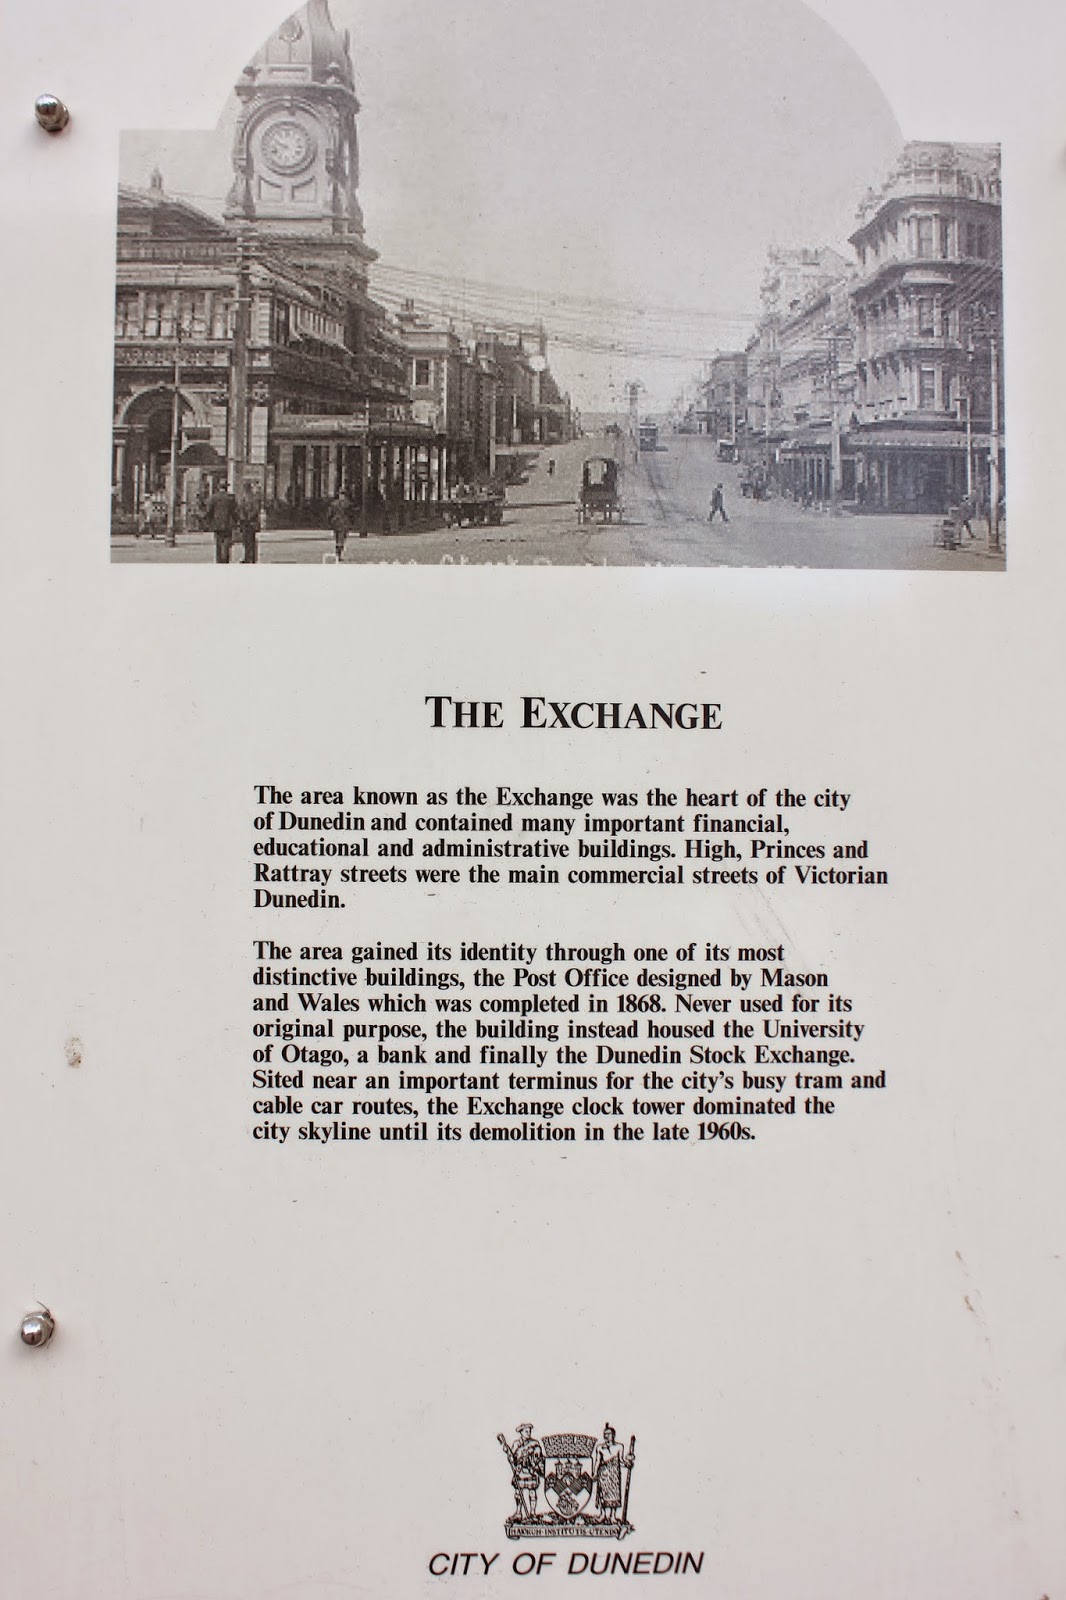 THE EXCHANGE
The area known as the Exchange was the heart of the city
of Dunedin and contained many important financial,
educational and administrative buildings. High, Princes and
Rattray streets were the main commercial streets of Victorian
Dunedin.
The area gained its identity through one of its most
distinctive buildings, the Post Office designed by Mason
and Wales which was completed in 1868. Never used for its
original purpose, the building instead housed the University
of Otago, a bank and finally the Dunedin Stock Exchange.
Sited near an important terminus for the city's busy tram and
cable car routes, the Exchange clock tower dominated the
city skyline until its demolition in the late 1960s.
INSTITUTIS UTENDO
CITY OF DUNEDIN